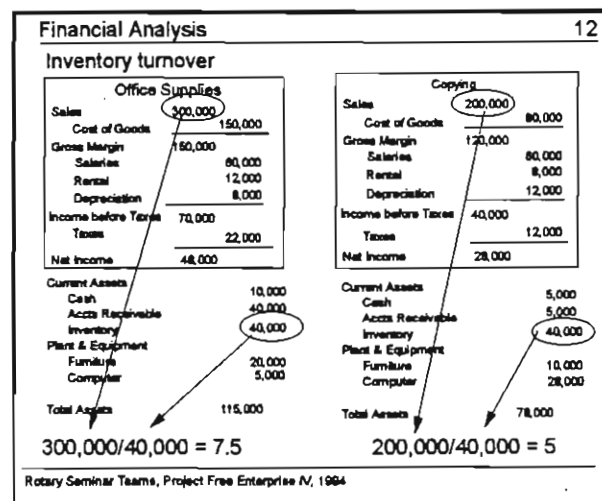 Financial Analysis 12
Inventory turnover
Office Supplies
Sales 300,000
Cost of Goods 150,000
Gross Margin 150,000
Salaries 60,000
Rental 12,000
Depreciation 8,000
Income before Taxes 70,000
Taxes 22,000
Net Income 48,000
Current Assets
Cash 10,000
Accts Receivable 40,000
Inventory 40,000
Plant & Equipment
Furniture 20,000
Computer 5,000
Total Assets 115,000
300,000/40,000 = 7.5
Copying
Sales 200,000
Cost of Goods 80,000
Gross Margin 120,000
Salaries 60,000
Rental 8,000
Depreciation 12,000
Income before Taxes 40,000
Taxes 12,000
Net Income 28,000
Current Assets
Cash 5,000
Accts Receivable 5,000
Inventory 40,000
Plant & Equipment
Furniture 10,000
Computer 28,000
Total Assets 78,000
200,000/40,000 = 5
Rotary Seminar Teams, Project Free Enterprise IV, 1994